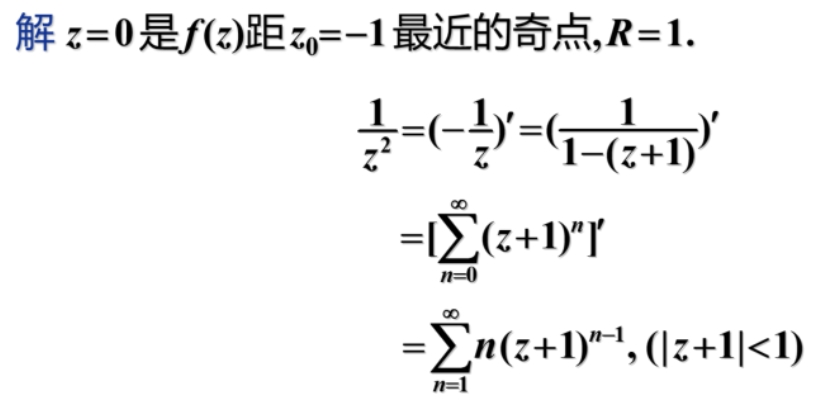 解 z=0是f(z)距z₀=−1最近的奇点,R=1.
1/z²=(−1/z)′=(1/(1−(z+1)))′
=[∑_{n=0}^{∞}(z+1)ⁿ]′
=∑_{n=1}^{∞}n(z+1)ⁿ⁻¹,(|z+1|<1)